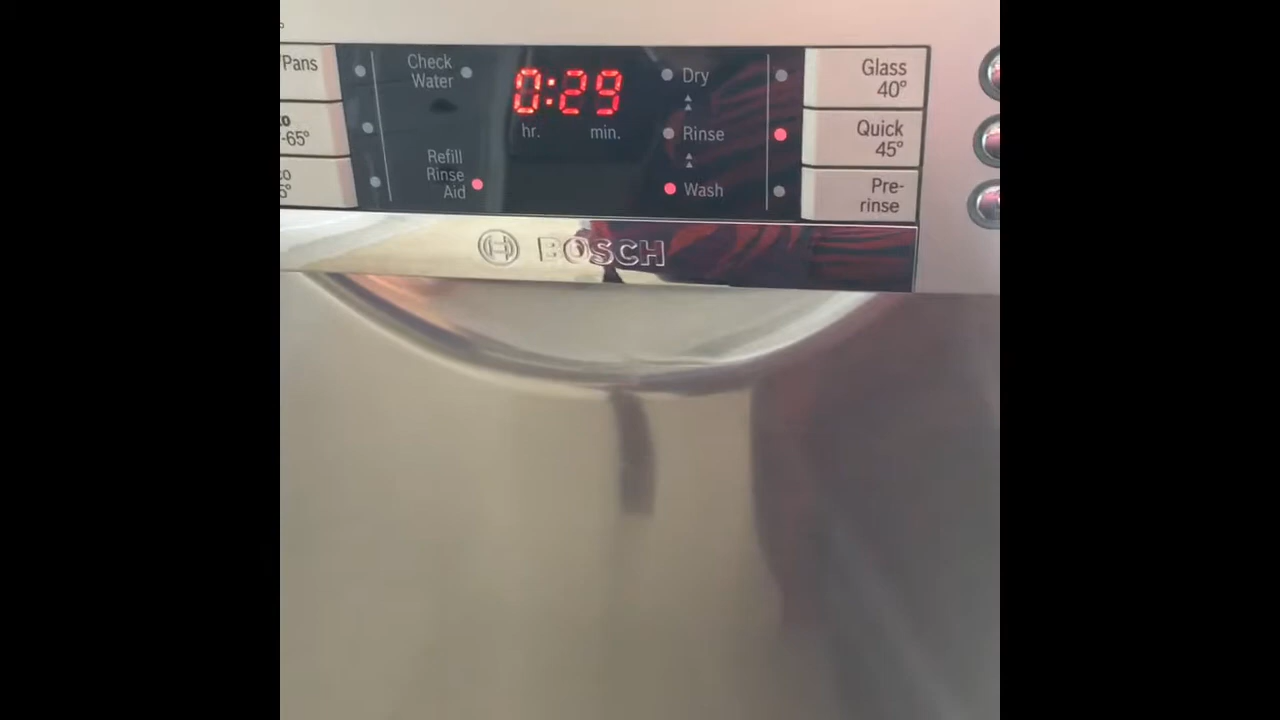 /Pans
-65°
Check
Water
Refill
Rinse
Aid
0:29
hr. min.
Dry
Rinse
Wash
Glass
40°
Quick
45°
Pre-
rinse
BOSCH